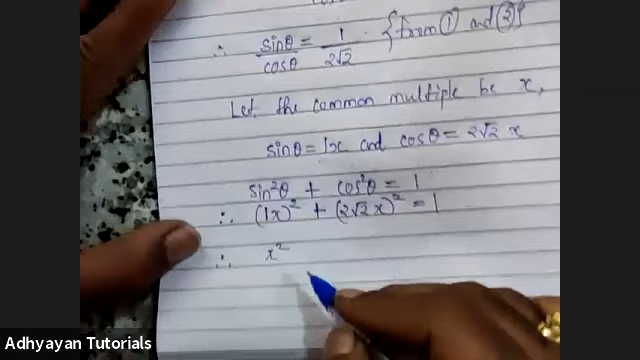 ∴ sinθ/cosθ = 1/2√2 {from ① and ②}
Let the common multiple be x,
sinθ = 1x and cosθ = 2√2 x
sin²θ + cos²θ = 1
∴ (1x)² + (2√2 x)² = 1
∴ x²
Adhyayan Tutorials